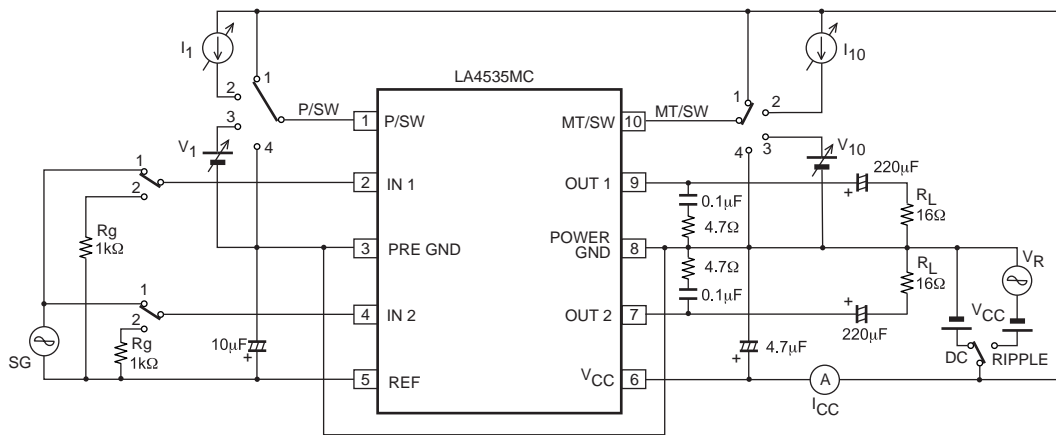 I1
I10
LA4535MC
1
2
3
4
P/SW
1
P/SW
MT/SW
10
MT/SW
1
2
3
4
V1
V10
220µF
+
1
2
2
IN 1
OUT 1
9
0.1µF
4.7Ω
RL
16Ω
Rg
1kΩ
3
PRE GND
POWER
GND
8
4.7Ω
0.1µF
RL
16Ω
VR
1
2
4
IN 2
OUT 2
7
+
220µF
VCC
DC
RIPPLE
SG
Rg
1kΩ
10µF
+
4.7µF
+
5
REF
VCC
6
A
ICC